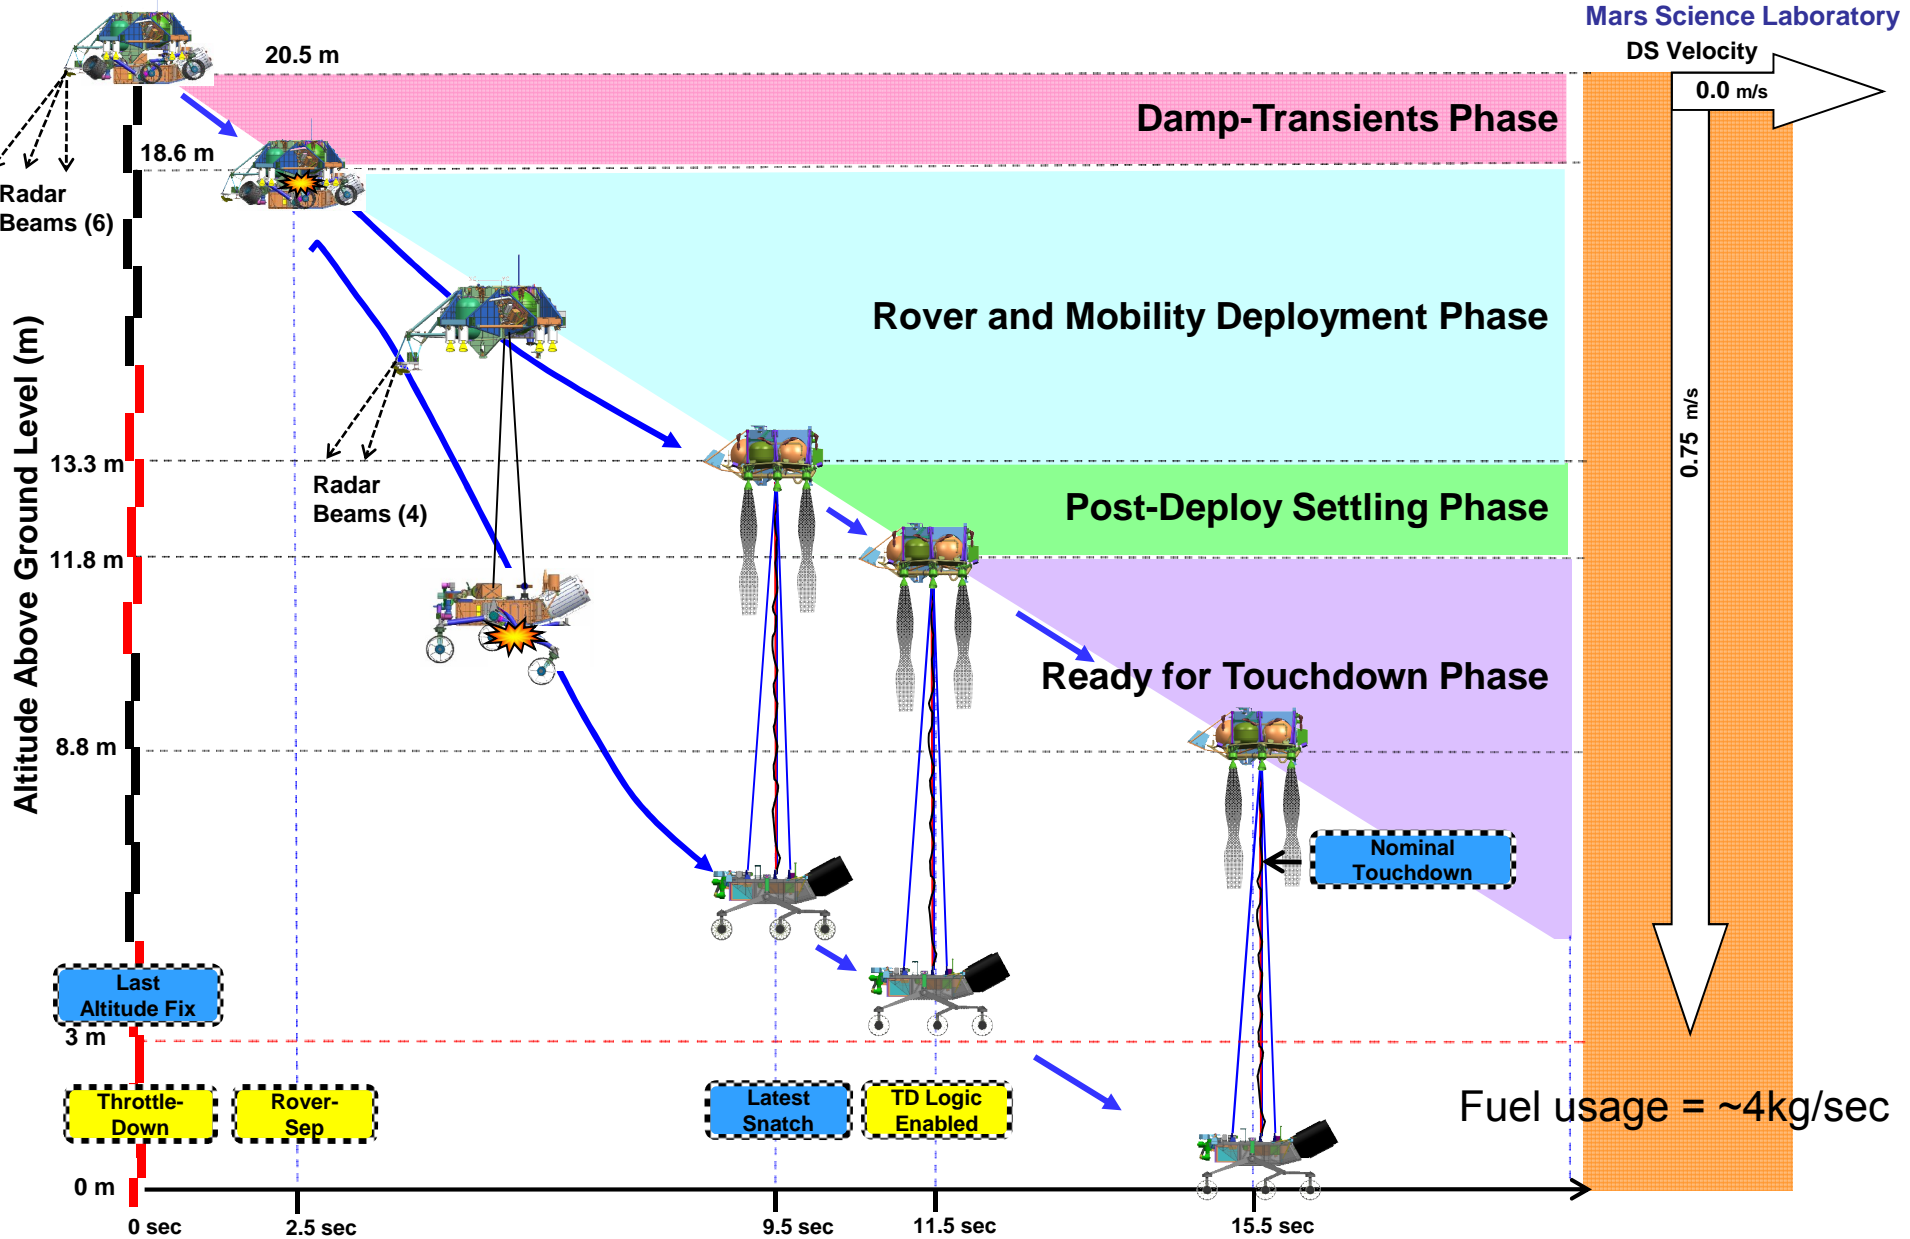 Mars Science Laboratory
DS Velocity
20.5 m
0.0 m/s
Damp-Transients Phase
18.6 m
Radar
Beams (6)
Rover and Mobility Deployment Phase
Altitude Above Ground Level (m)
0.75 m/s
13.3 m
Radar
Beams (4)
Post-Deploy Settling Phase
11.8 m
Ready for Touchdown Phase
8.8 m
Nominal
Touchdown
Last
Altitude Fix
3 m
Throttle-
Down
Rover-
Sep
Latest
Snatch
TD Logic
Enabled
Fuel usage = ~4kg/sec
0 m
0 sec
2.5 sec
9.5 sec
11.5 sec
15.5 sec